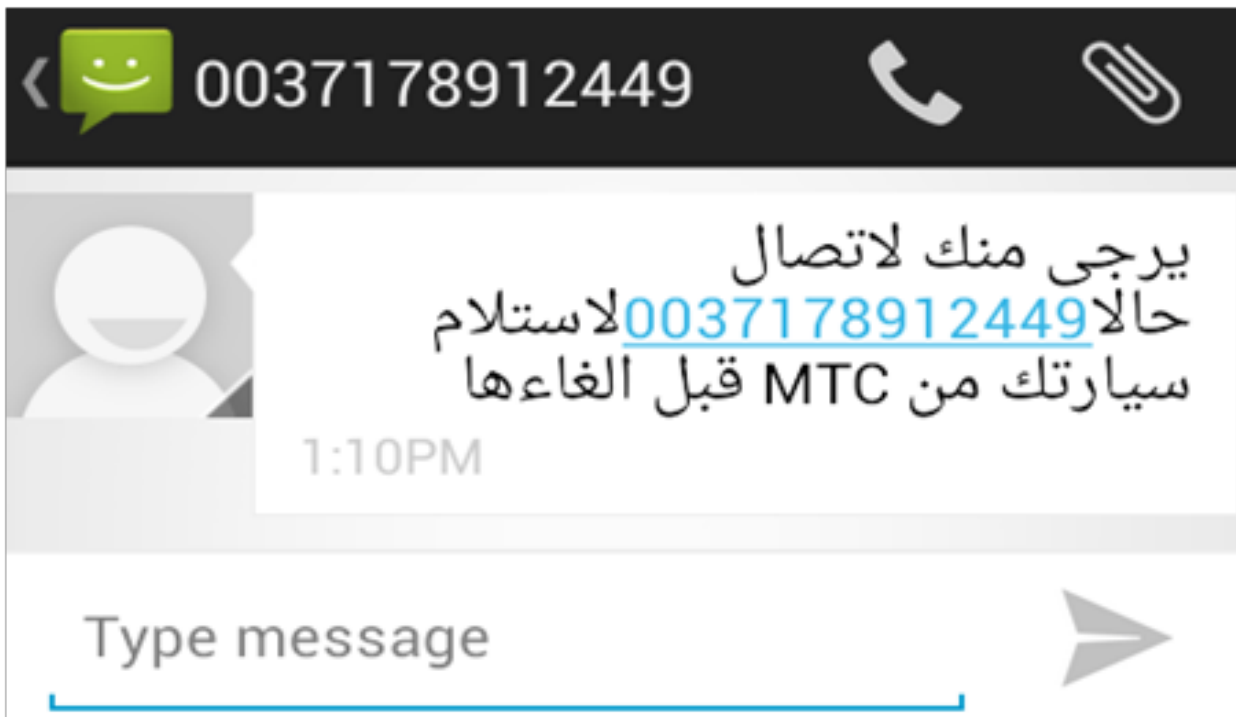 0037178912449
يرجى منك لاتصال
حالا0037178912449لاستلام
سيارتك من MTC قبل الغاءها
1:10PM
Type message